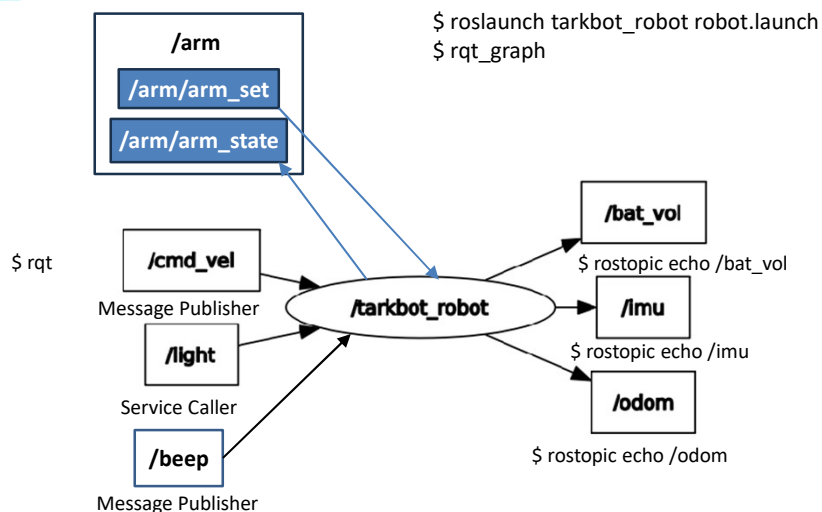 $ roslaunch tarkbot_robot robot.launch
$ rqt_graph
/arm
/arm/arm_set
/arm/arm_state
$ rqt
/cmd_vel
Message Publisher
/light
Service Caller
/beep
Message Publisher
/tarkbot_robot
/bat_vol
$ rostopic echo /bat_vol
/imu
$ rostopic echo /imu
/odom
$ rostopic echo /odom